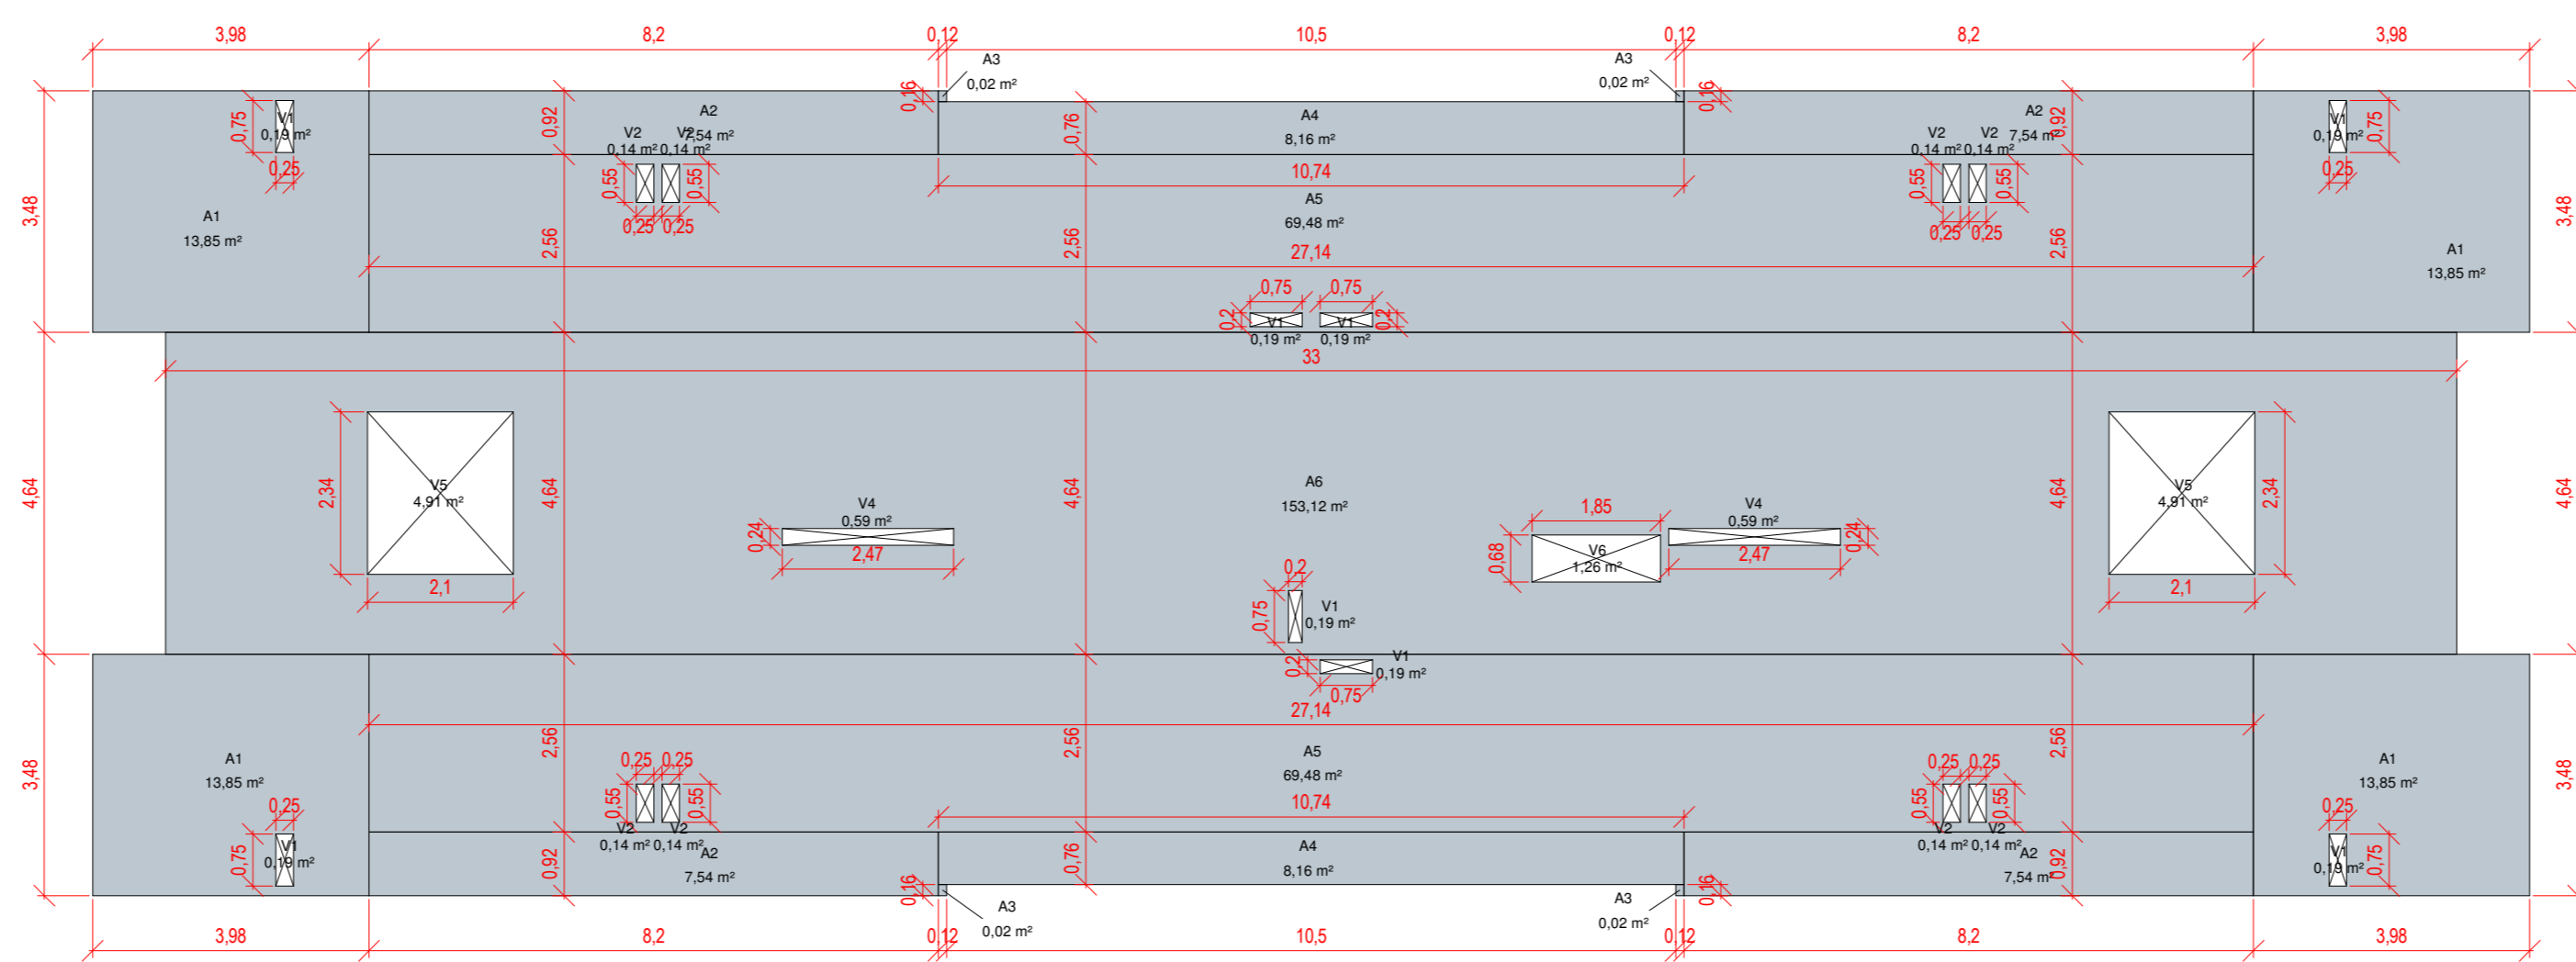 3,98 8,2 0,12 10,5 0,12 8,2 3,98
A3
0,02 m²
A3
0,02 m²
0,16 0,16
0,75 V1
0,19 m²
0,25
0,92 A2
7,54 m²
V2 V2
0,14 m² 0,14 m²
0,76 A4
8,16 m²
A2
7,54 m² 0,92
V2 V2
0,14 m² 0,14 m²
V1
0,19 m² 0,75
0,25
10,74
0,55 0,55
0,25 0,25
0,55 0,55
0,25 0,25
3,48 A1
13,85 m²
2,56 2,56 A5
69,48 m²
2,56 3,48
27,14
A1
13,85 m²
0,75 0,75
0,2 V1 V1 0,2
0,19 m² 0,19 m²
33
4,64 2,34 V5
4,91 m²
2,1
4,64 V4
0,59 m²
0,24
2,47
4,64 A6
153,12 m²
1,85
0,68 V6
1,26 m²
V4
0,59 m²
0,24
2,47
4,64 V5
4,91 m²
2,34
2,1
4,64
0,2
0,75 V1
0,19 m²
0,2 V1
0,19 m²
0,75
27,14
3,48 A1
13,85 m²
2,56 2,56 A5
69,48 m²
2,56 A1
13,85 m²
3,48
0,25 0,25
0,55 0,55
V2 V2
0,14 m² 0,14 m²
0,25 0,25
0,55 0,55
V2 V2
0,14 m² 0,14 m²
10,74
0,25
0,75 V1
0,19 m²
0,92 A2
7,54 m²
0,76 A4
8,16 m²
A2
7,54 m² 0,92
0,25
V1
0,19 m² 0,75
0,16 0,16
A3
0,02 m²
A3
0,02 m²
3,98 8,2 0,12 10,5 0,12 8,2 3,98